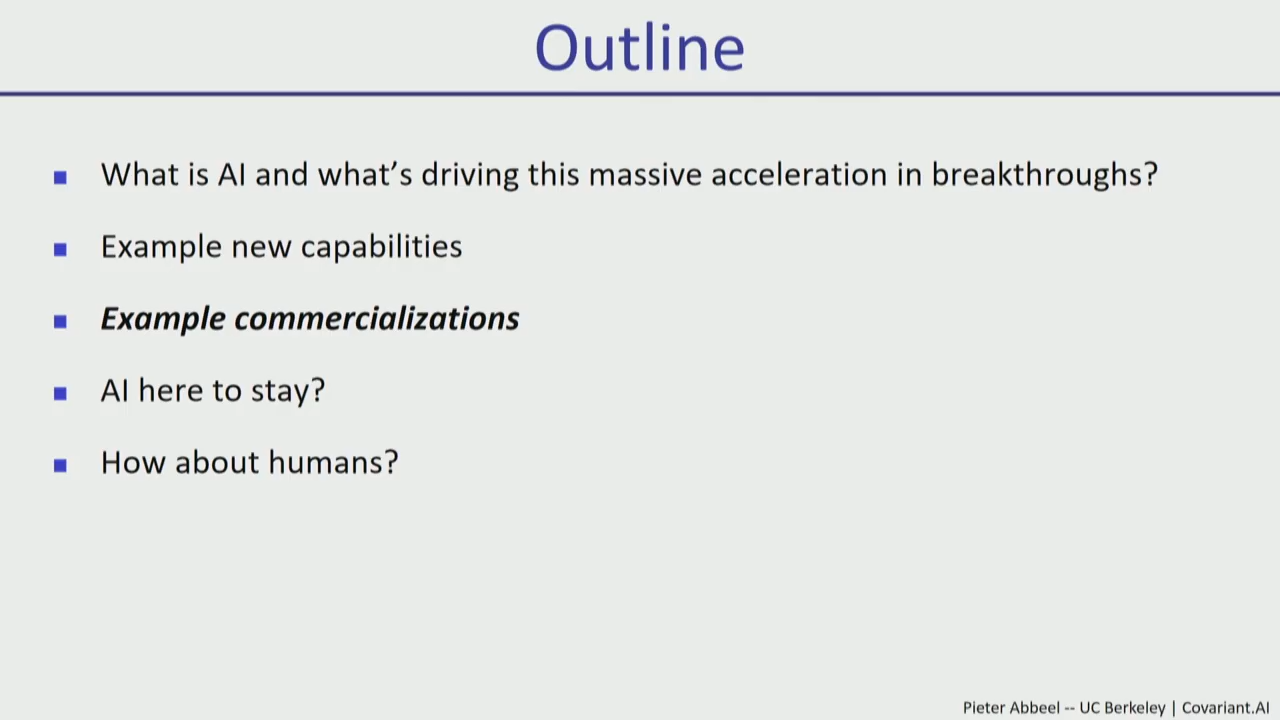 Outline
What is AI and what’s driving this massive acceleration in breakthroughs?
Example new capabilities
Example commercializations
AI here to stay?
How about humans?
Pieter Abbeel -- UC Berkeley | Covariant.AI